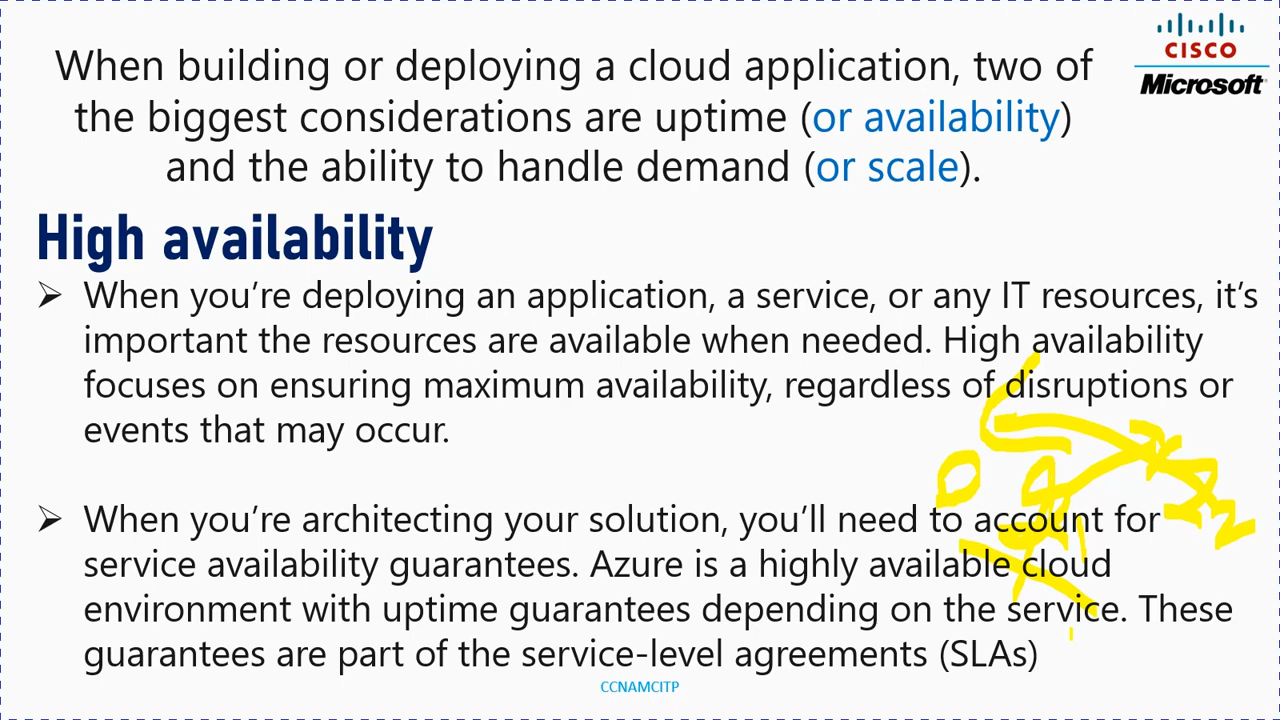 When building or deploying a cloud application, two of
the biggest considerations are uptime (or availability)
and the ability to handle demand (or scale).
CISCO
Microsoft
High availability
➢ When you’re deploying an application, a service, or any IT resources, it’s
important the resources are available when needed. High availability
focuses on ensuring maximum availability, regardless of disruptions or
events that may occur.
➢ When you’re architecting your solution, you’ll need to account for
service availability guarantees. Azure is a highly available cloud
environment with uptime guarantees depending on the service. These
guarantees are part of the service-level agreements (SLAs)
CCNAMCITP